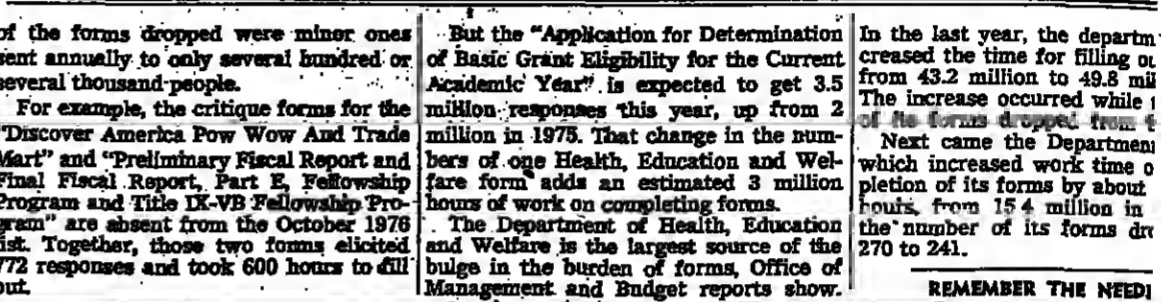 of the forms dropped were minor ones
sent annually to only several hundred or
several thousand people.
For example, the critique forms for the
"Discover America Pow Wow And Trade
Mart" and "Preliminary Fiscal Report and
Final Fiscal Report, Part E, Fellowship
Program and Title IX-VB Fellowship Pro-
gram" are absent from the October 1976
list. Together, those two forms elicited
772 responses and took 600 hours to fill
out.
But the "Application for Determination
of Basic Grant Eligibility for the Current
Academic Year" is expected to get 3.5
million responses this year, up from 2
million in 1975. That change in the num-
bers of one Health, Education and Wel-
fare form adds an estimated 3 million
hours of work on completing forms.
The Department of Health, Education
and Welfare is the largest source of the
bulge in the burden of forms, Office of
Management and Budget reports show.
In the last year, the departm
creased the time for filling ou
from 43.2 million to 49.8 mil
The increase occurred while
of its forms dropped from
Next came the Department
which increased work time o
pletion of its forms by about
hours, from 15.4 million in
the number of its forms dro
270 to 241.
REMEMBER THE NEEDI